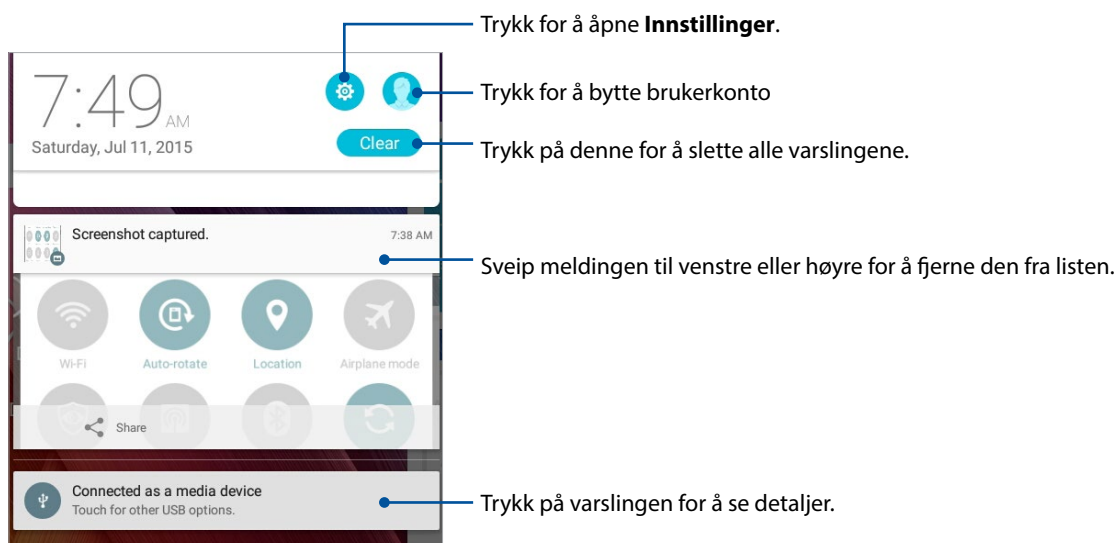 Trykk for å åpne Innstillinger.
7:49 AM
Trykk for å bytte brukerkonto
Saturday, Jul 11, 2015
Clear
Trykk på denne for å slette alle varslingene.
Screenshot captured.
7:38 AM
Sveip meldingen til venstre eller høyre for å fjerne den fra listen.
Wi-Fi
Auto-rotate
Location
Airplane mode
Share
Connected as a media device
Touch for other USB options.
Trykk på varslingen for å se detaljer.